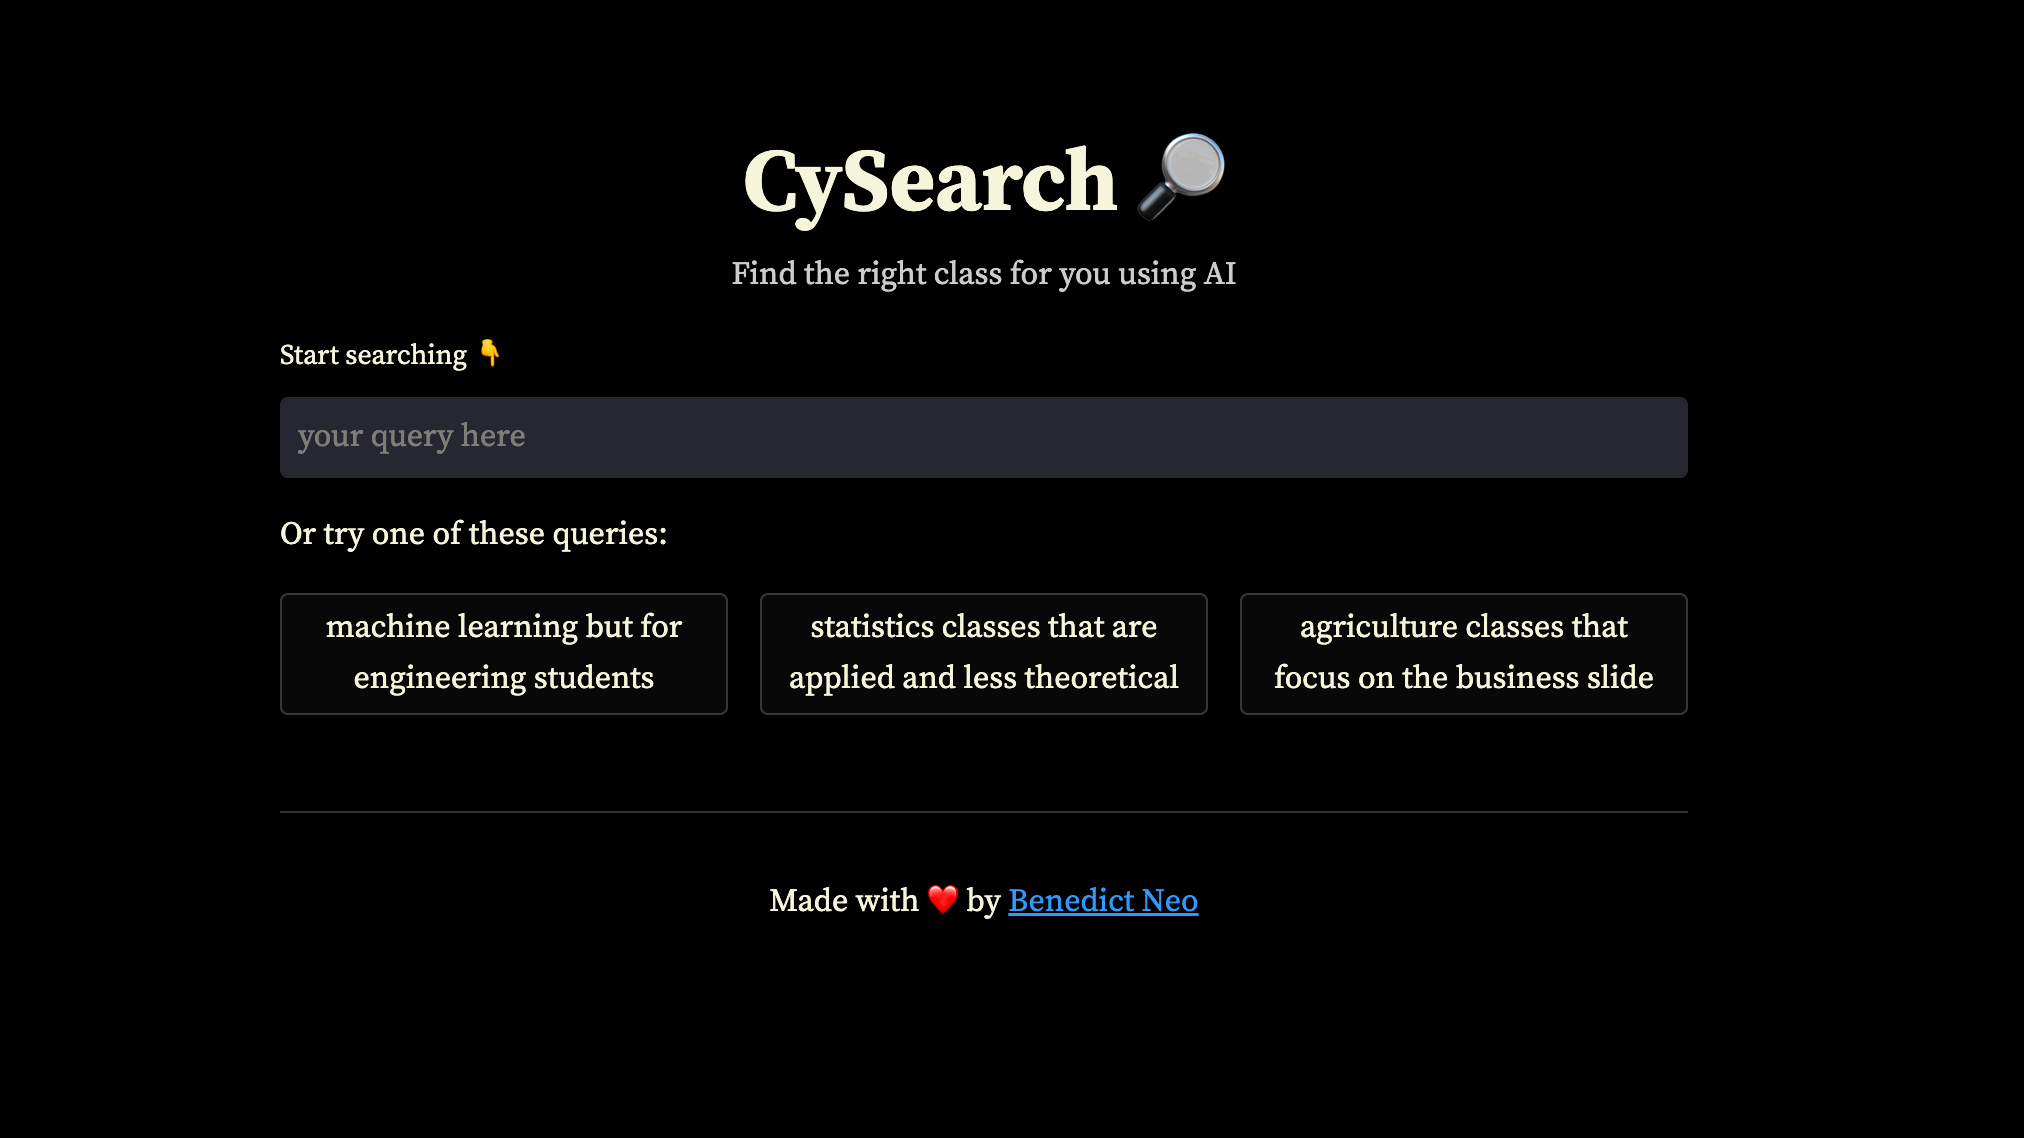 CySearch 🔎
Find the right class for you using AI
Start searching 👇
your query here
Or try one of these queries:
machine learning but for
engineering students
statistics classes that are
applied and less theoretical
agriculture classes that
focus on the business slide
Made with ❤️ by Benedict Neo